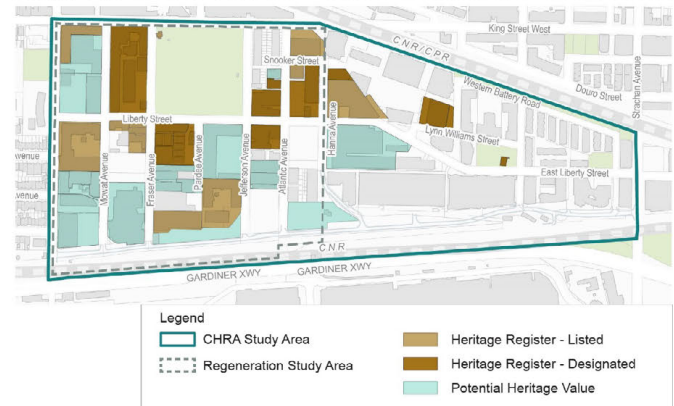 King Street West
CNR/CPR
Snooker Street
Douro Street
Strachan Avenue
Western Battery Road
Liberty Street
Lynn Williams Street
Hanna Avenue
Pardee Avenue
Jefferson Avenue
Atlantic Avenue
East Liberty Street
Avenue
Mowat Avenue
Fraser Avenue
CNR
GARDINER XWY
GARDINER XWY
Legend
CHRA Study Area
Regeneration Study Area
Heritage Register - Listed
Heritage Register - Designated
Potential Heritage Value